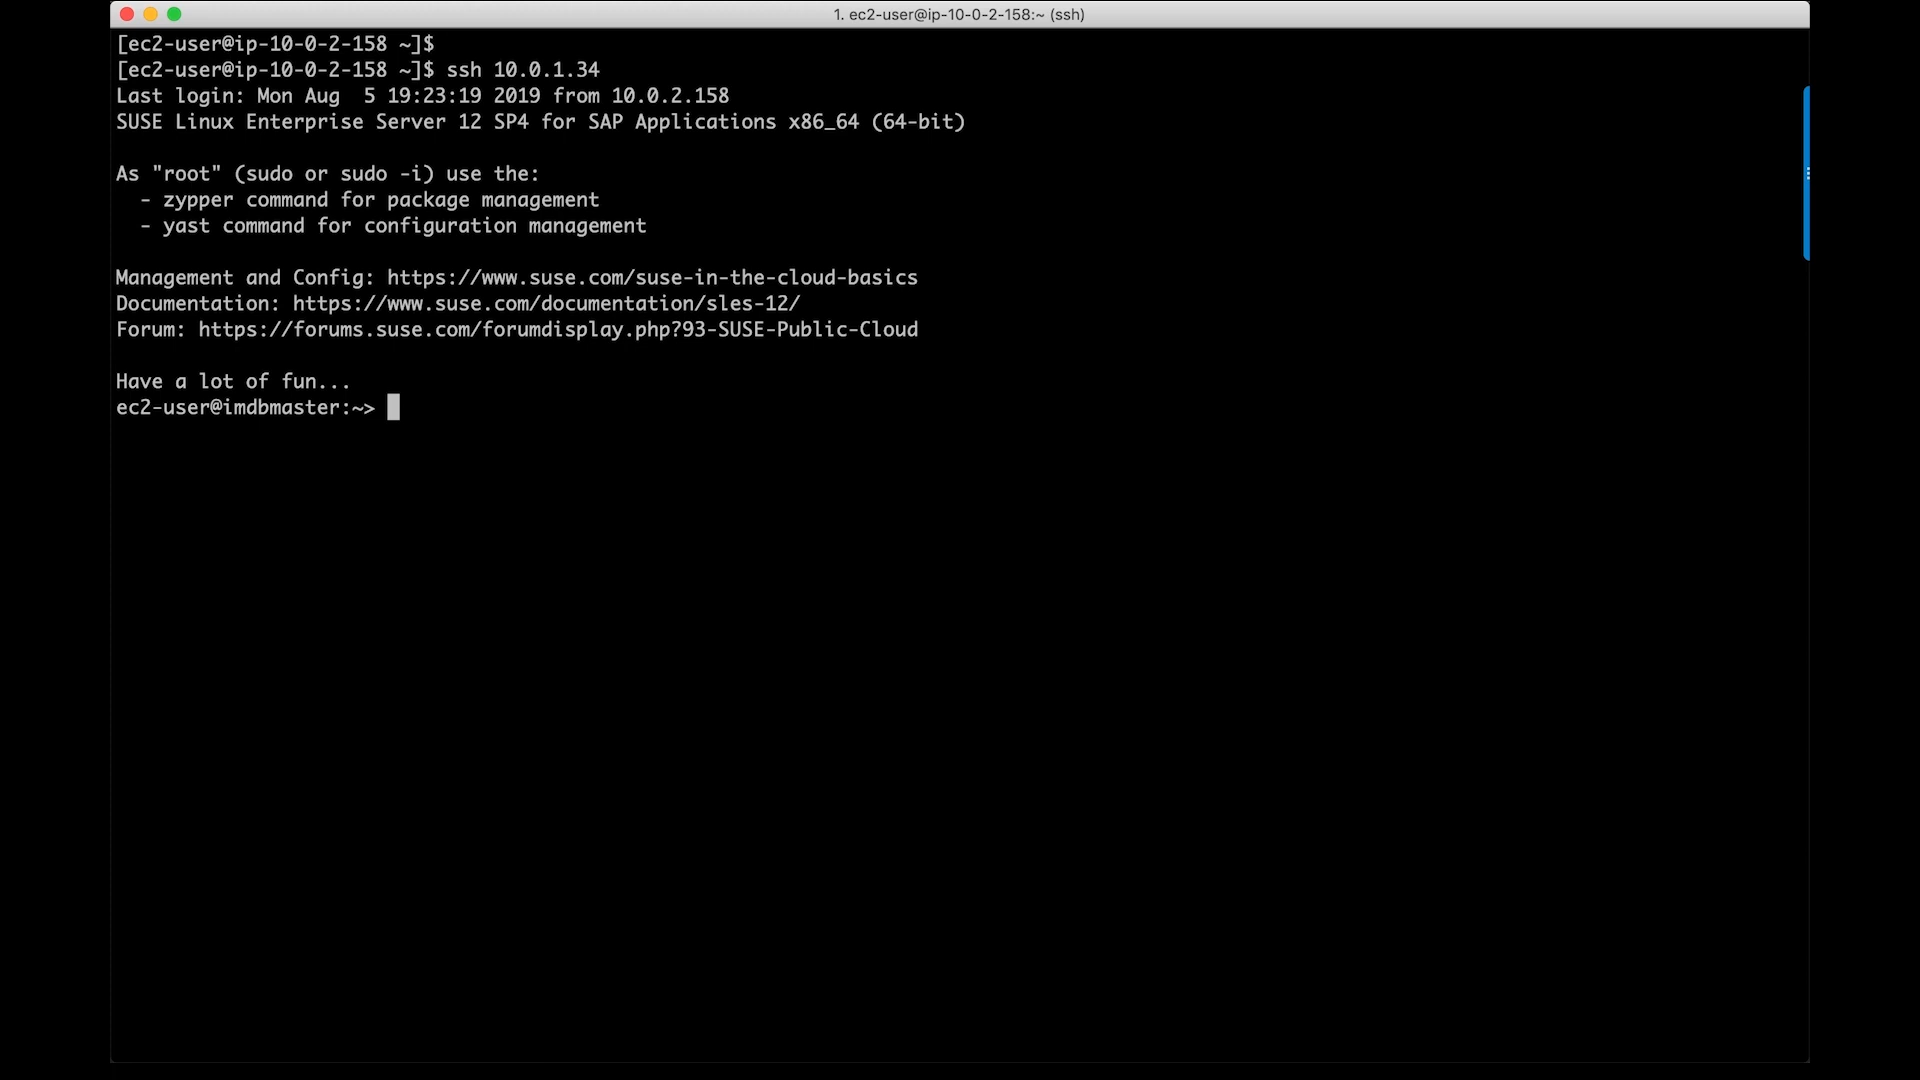 1. ec2-user@ip-10-0-2-158:~ (ssh)
[ec2-user@ip-10-0-2-158 ~]$
[ec2-user@ip-10-0-2-158 ~]$ ssh 10.0.1.34
Last login: Mon Aug  5 19:23:19 2019 from 10.0.2.158
SUSE Linux Enterprise Server 12 SP4 for SAP Applications x86_64 (64-bit)
As "root" (sudo or sudo -i) use the:
  - zypper command for package management
  - yast command for configuration management
Management and Config: https://www.suse.com/suse-in-the-cloud-basics
Documentation: https://www.suse.com/documentation/sles-12/
Forum: https://forums.suse.com/forumdisplay.php?93-SUSE-Public-Cloud
Have a lot of fun...
ec2-user@imdbmaster:~>